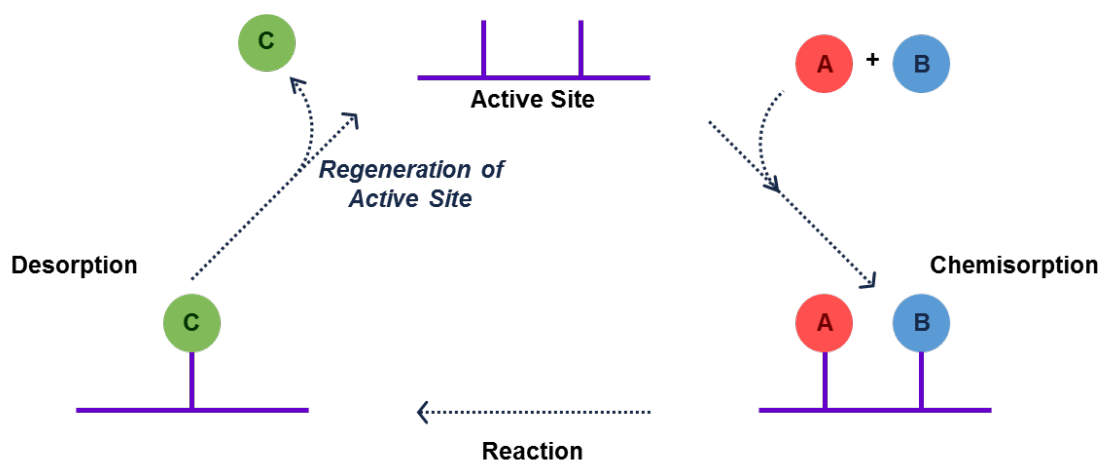 C
A + B
Active Site
Regeneration of
Active Site
Desorption
Chemisorption
C
A B
Reaction